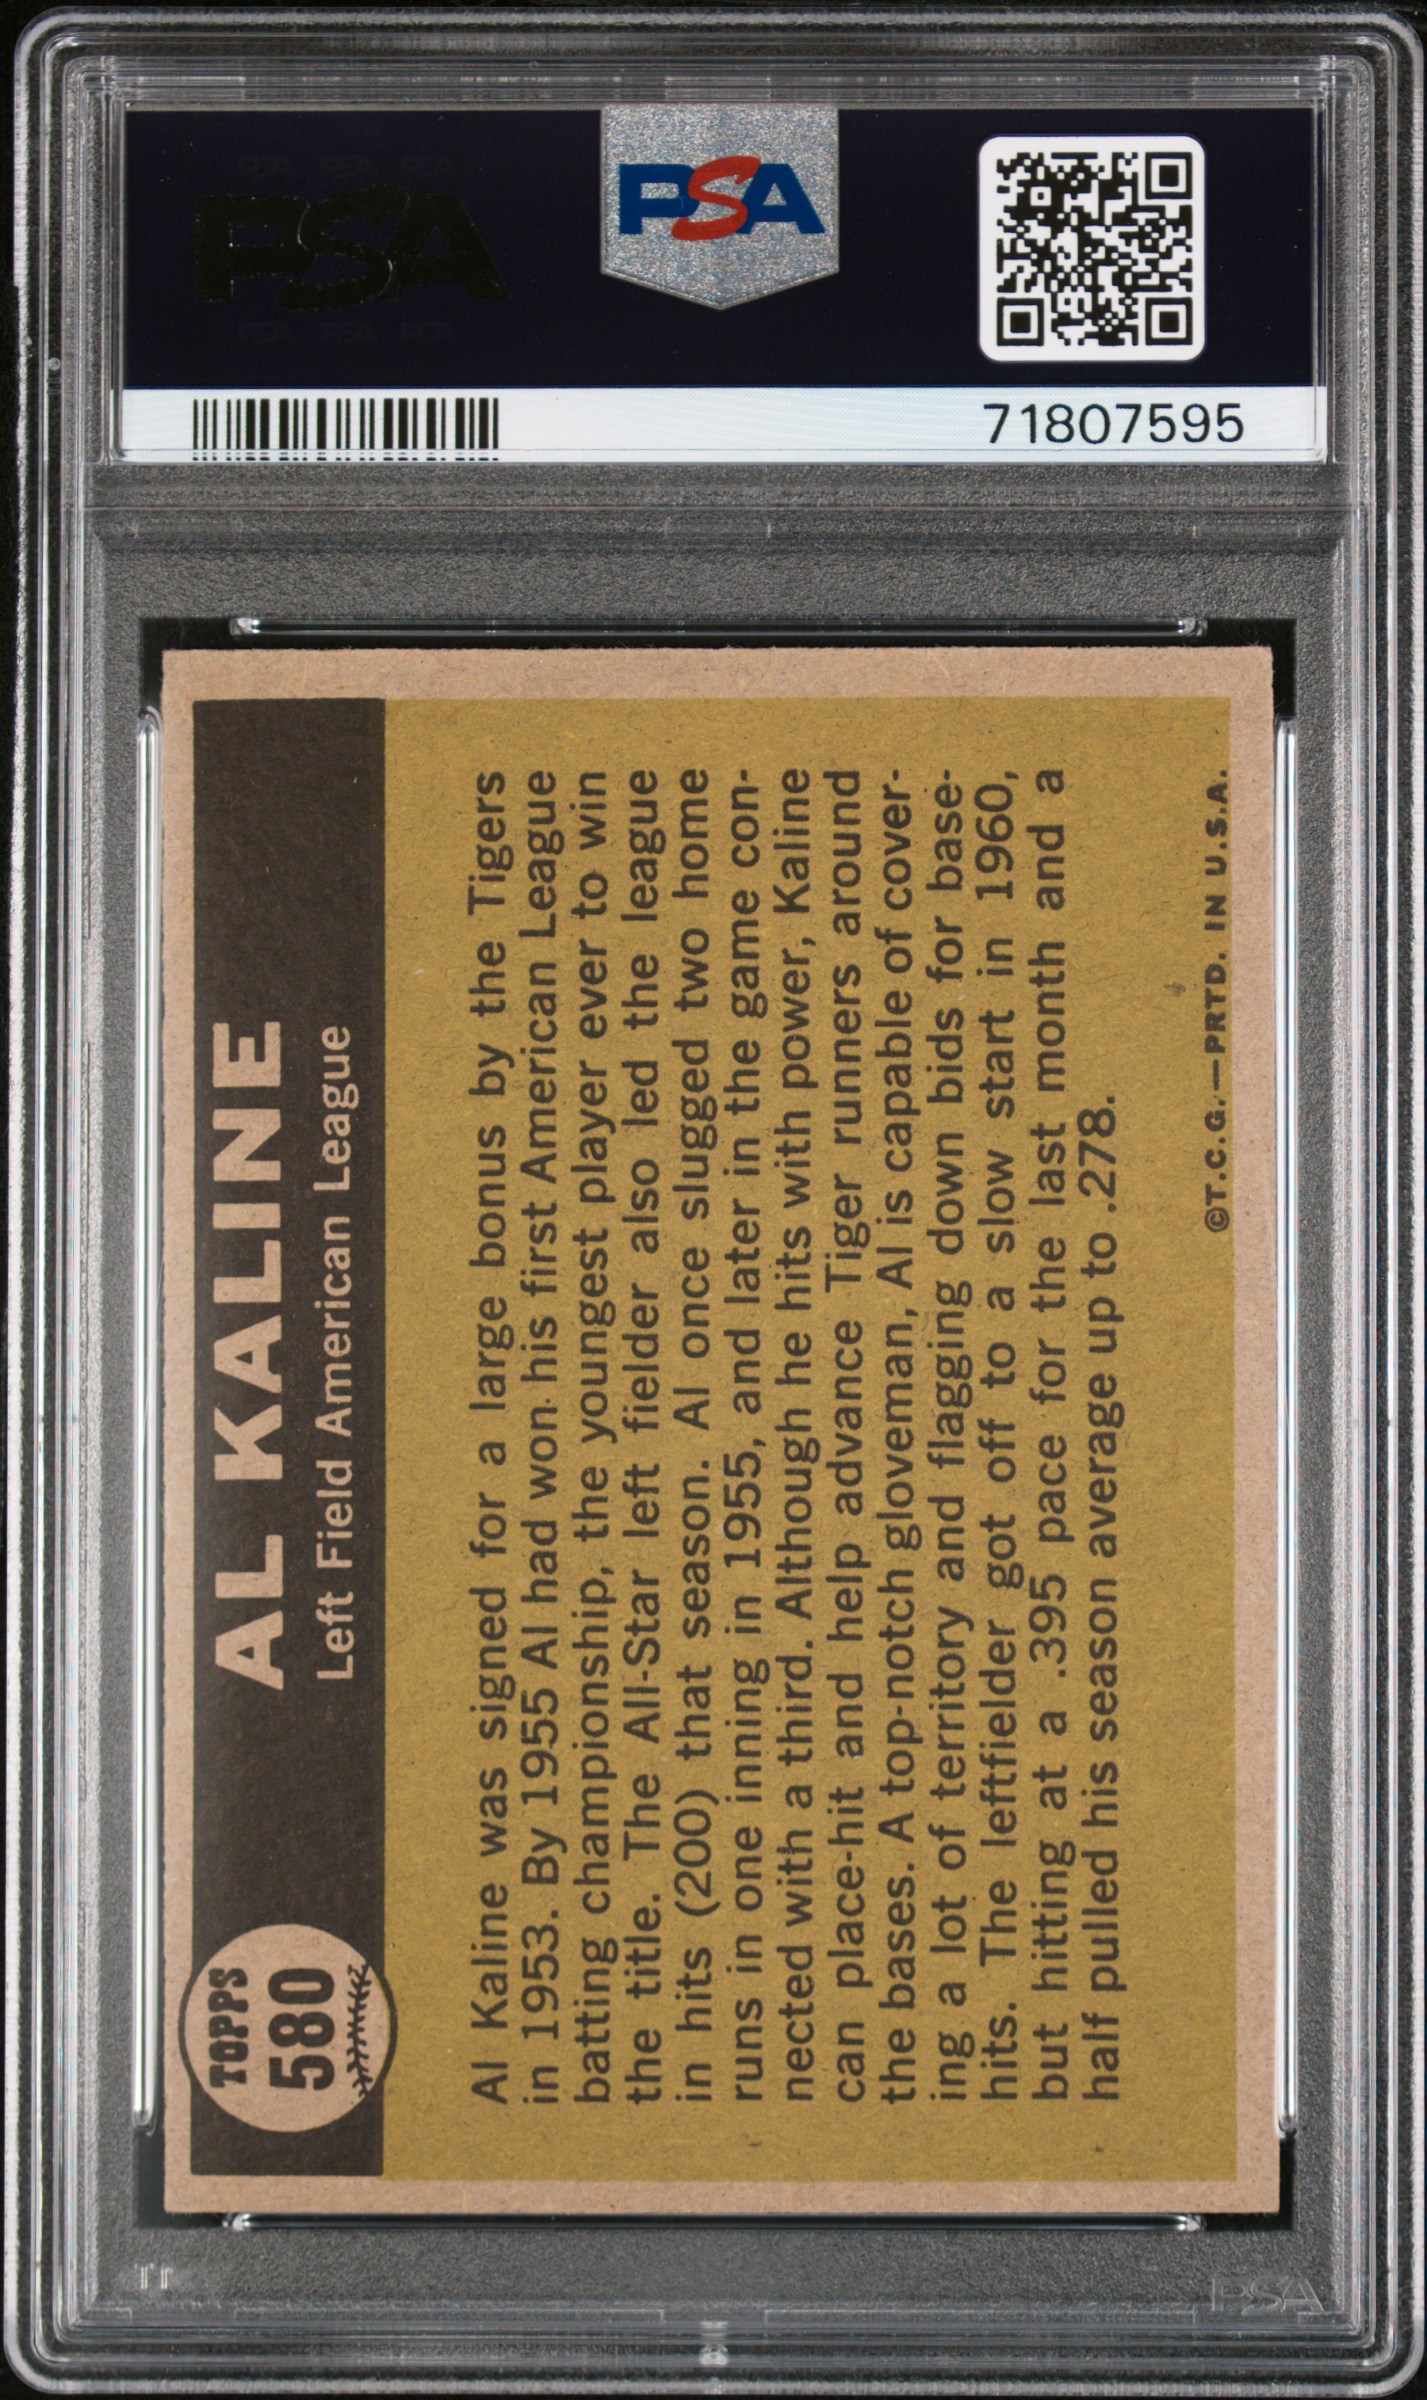 PSA
PSA
71807595
TOPPS
580
AL KALINE
Left Field American League
Al Kaline was signed for a large bonus by the Tigers
in 1953. By 1955 Al had won his first American League
batting championship, the youngest player ever to win
the title. The All-Star left fielder also led the league
in hits (200) that season. Al once slugged two home
runs in one inning in 1955, and later in the game con-
nected with a third. Although he hits with power, Kaline
can place-hit and help advance Tiger runners around
the bases. A top-notch gloveman, Al is capable of cover-
ing a lot of territory and flagging down bids for base-
hits. The leftfielder got off to a slow start in 1960,
but hitting at a .395 pace for the last month and a
half pulled his season average up to .278.
©T.C.G.—PRTD. IN U.S.A.
PSA